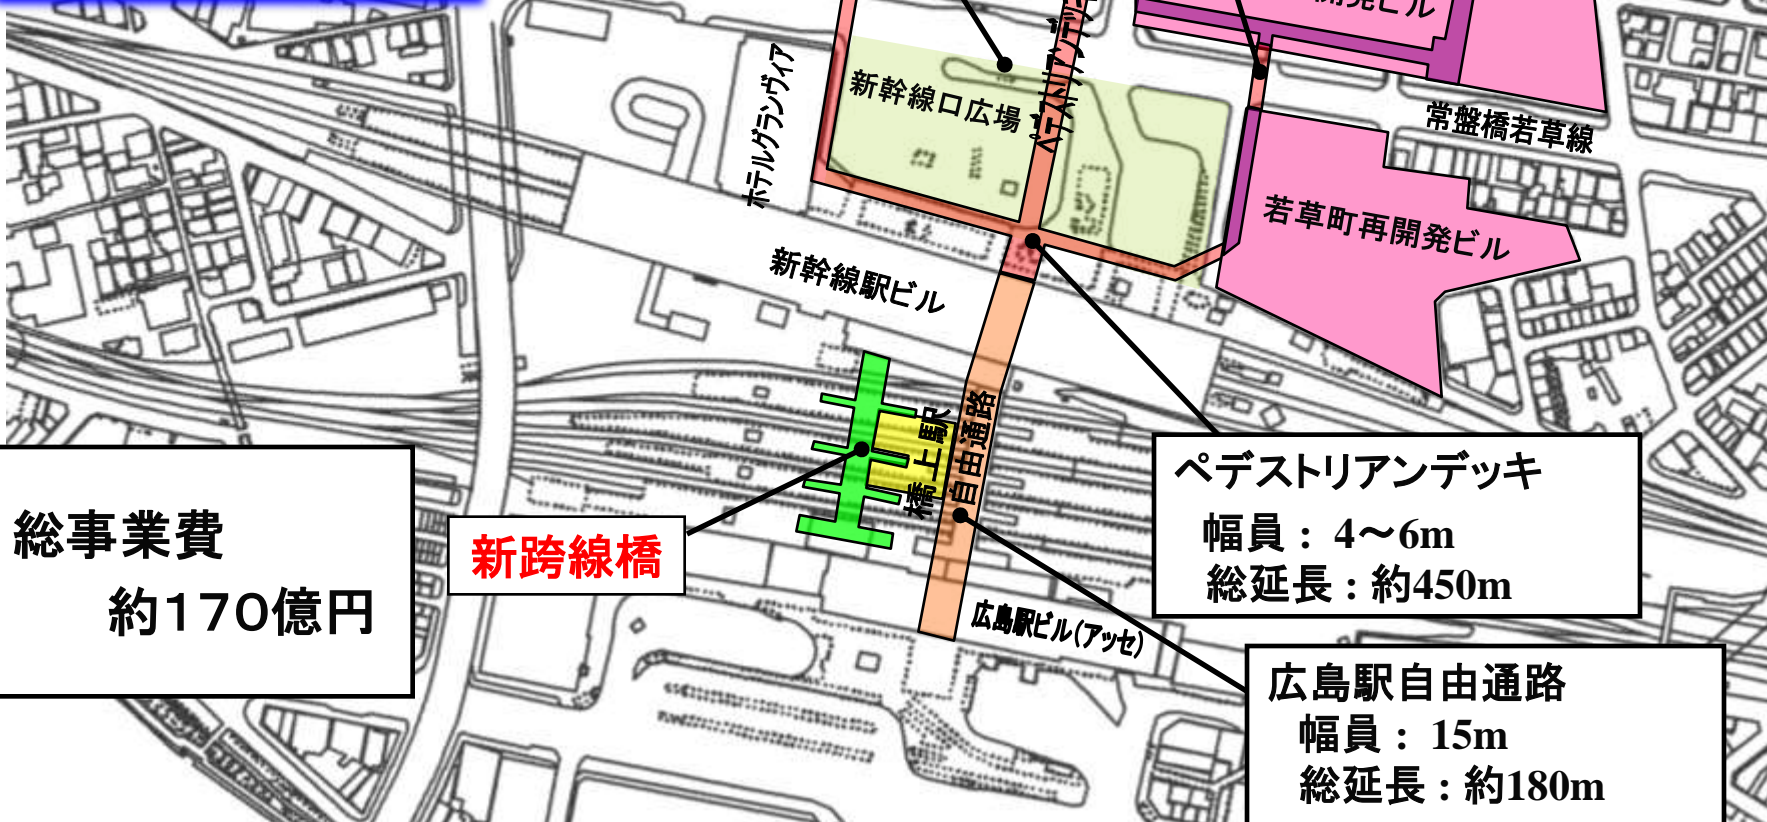 開発ビル
ペデストリアンデッキ
ホテルグランヴィア
新幹線口広場
常盤橋若草線
若草町再開発ビル
新幹線駅ビル
橋上駅
自由通路
ペデストリアンデッキ
幅員： 4～6m
総延長：約450m
総事業費
約170億円
新跨線橋
広島駅ビル(アッセ)
広島駅自由通路
幅員： 15m
総延長：約180m